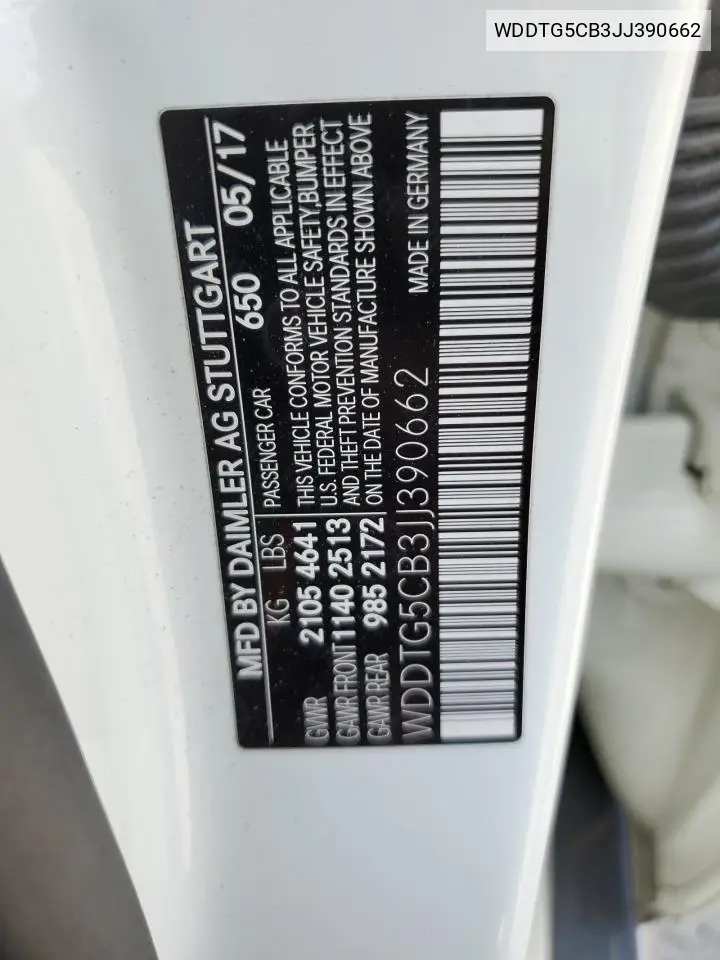 WDDTG5CB3JJ390662
MFD BY DAIMLER AG STUTTGART
650 05/17
KG LBS PASSENGER CAR
GVWR 2105 4641 THIS VEHICLE CONFORMS TO ALL APPLICABLE
U.S. FEDERAL MOTOR VEHICLE SAFETY,BUMPER
GAWR FRONT 1140 2513 AND THEFT PREVENTION STANDARDS IN EFFECT
GAWR REAR 985 2172 ON THE DATE OF MANUFACTURE SHOWN ABOVE
WDDTG5CB3JJ390662 MADE IN GERMANY